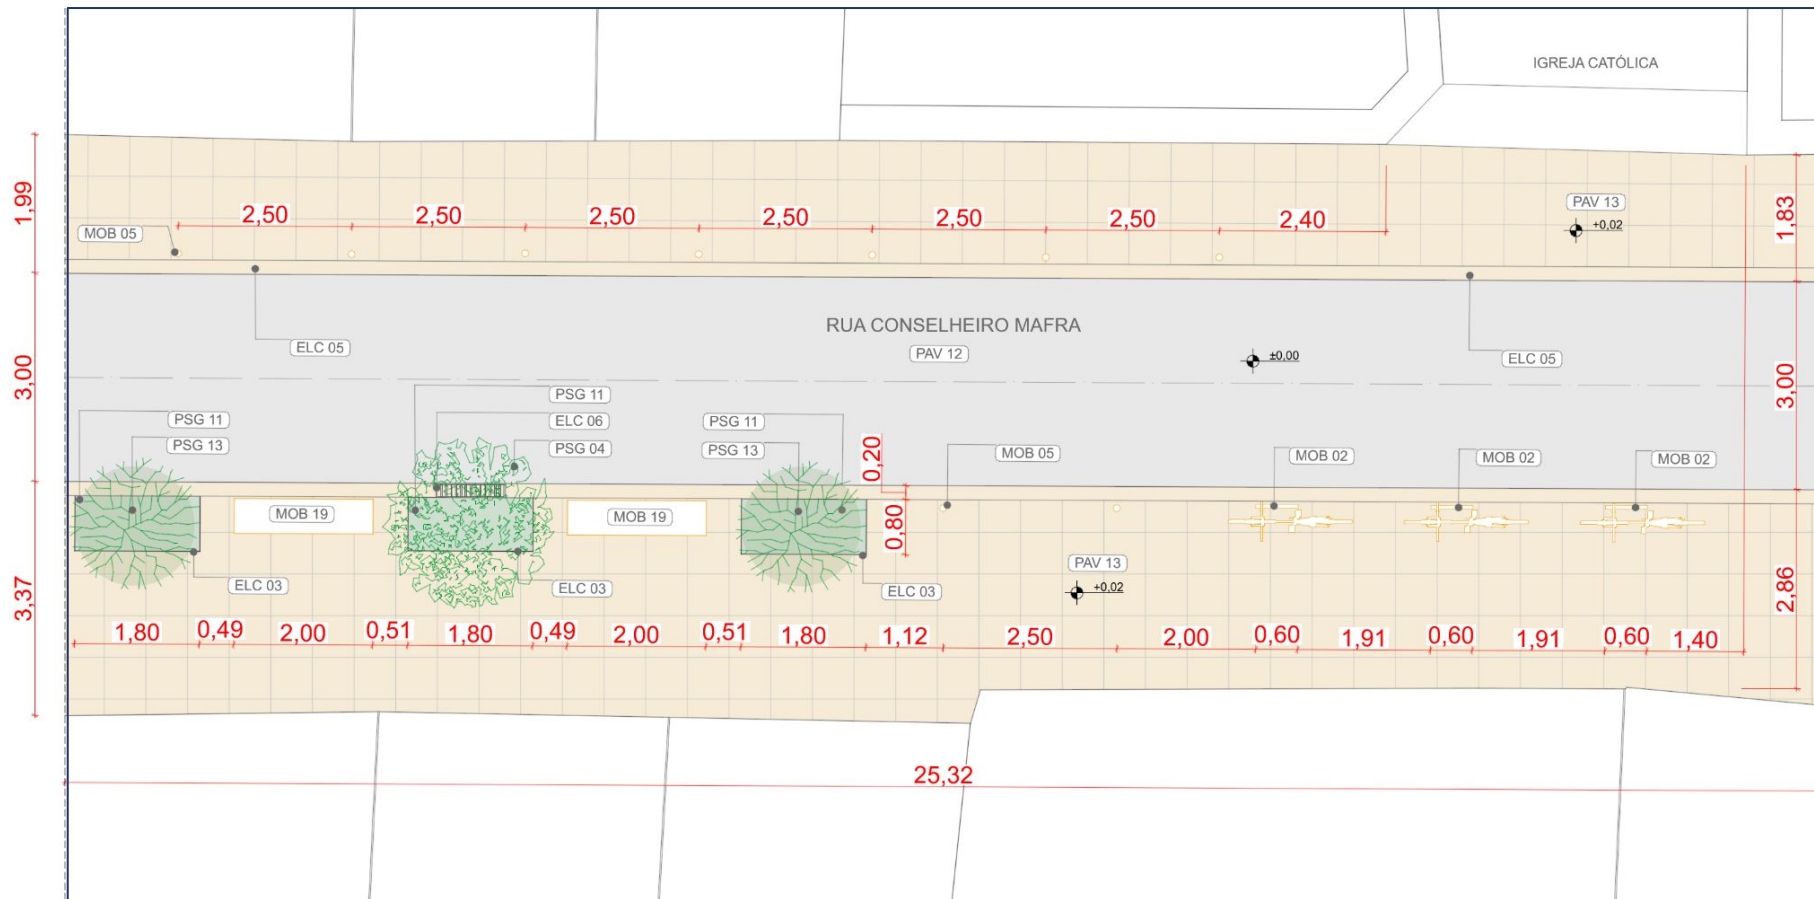 IGREJA CATÓLICA
1,99
2,50
2,50
2,50
2,50
2,50
2,50
2,40
PAV 13
+0,02
1,83
MOB 05
ELC 05
RUA CONSELHEIRO MAFRA
PAV 12
±0,00
ELC 05
3,00
3,00
PSG 11
PSG 13
PSG 11
ELC 06
PSG 04
PSG 11
PSG 13
0,20
MOB 05
MOB 02
MOB 02
MOB 02
MOB 19
MOB 19
0,80
ELC 03
ELC 03
ELC 03
PAV 13
+0,02
3,37
2,86
1,80
0,49
2,00
0,51
1,80
0,49
2,00
0,51
1,80
1,12
2,50
2,00
0,60
1,91
0,60
1,91
0,60
1,40
25,32